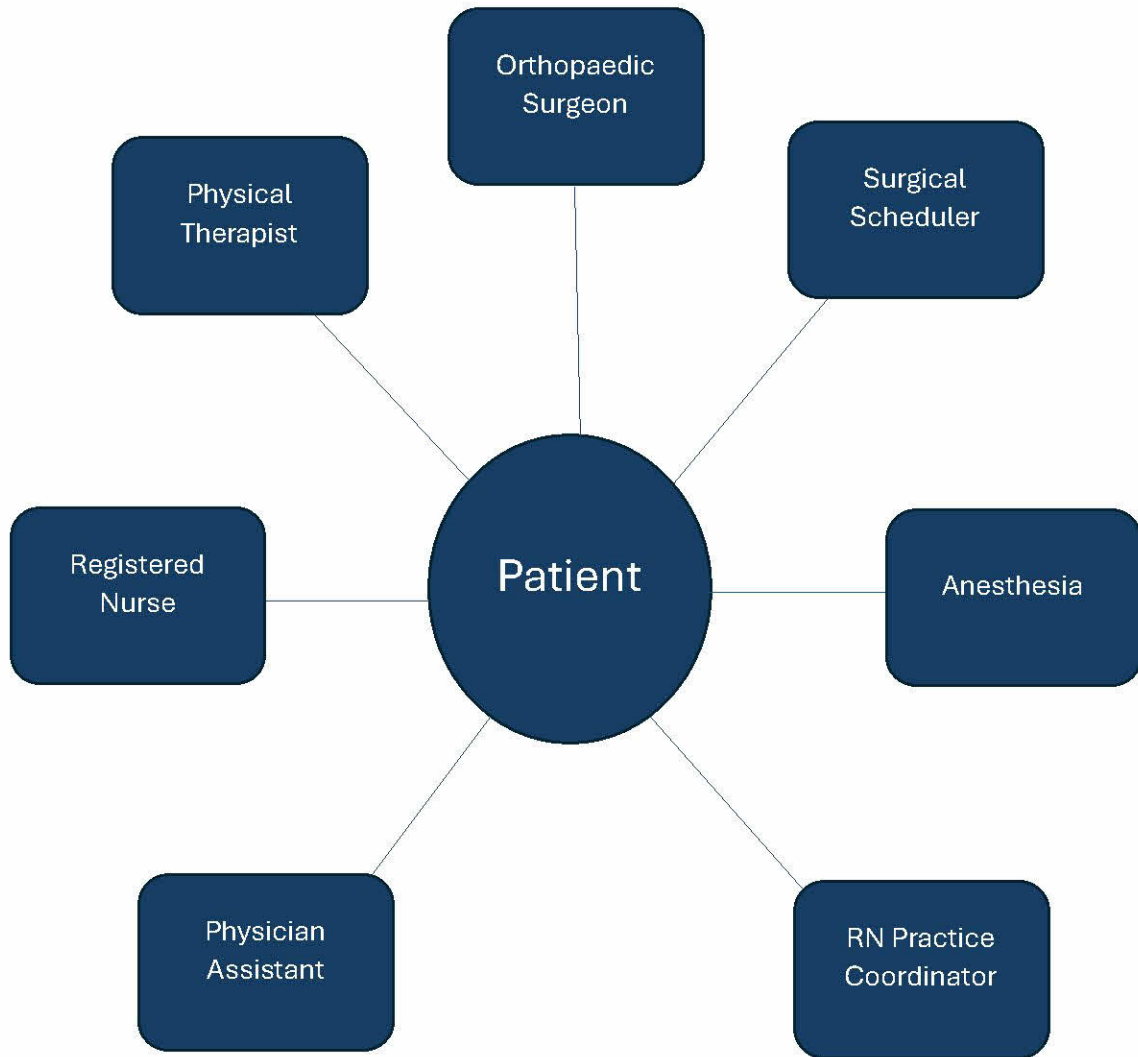 Orthopaedic
Surgeon
Surgical
Scheduler
Physical
Therapist
Patient
Anesthesia
Registered
Nurse
RN Practice
Coordinator
Physician
Assistant